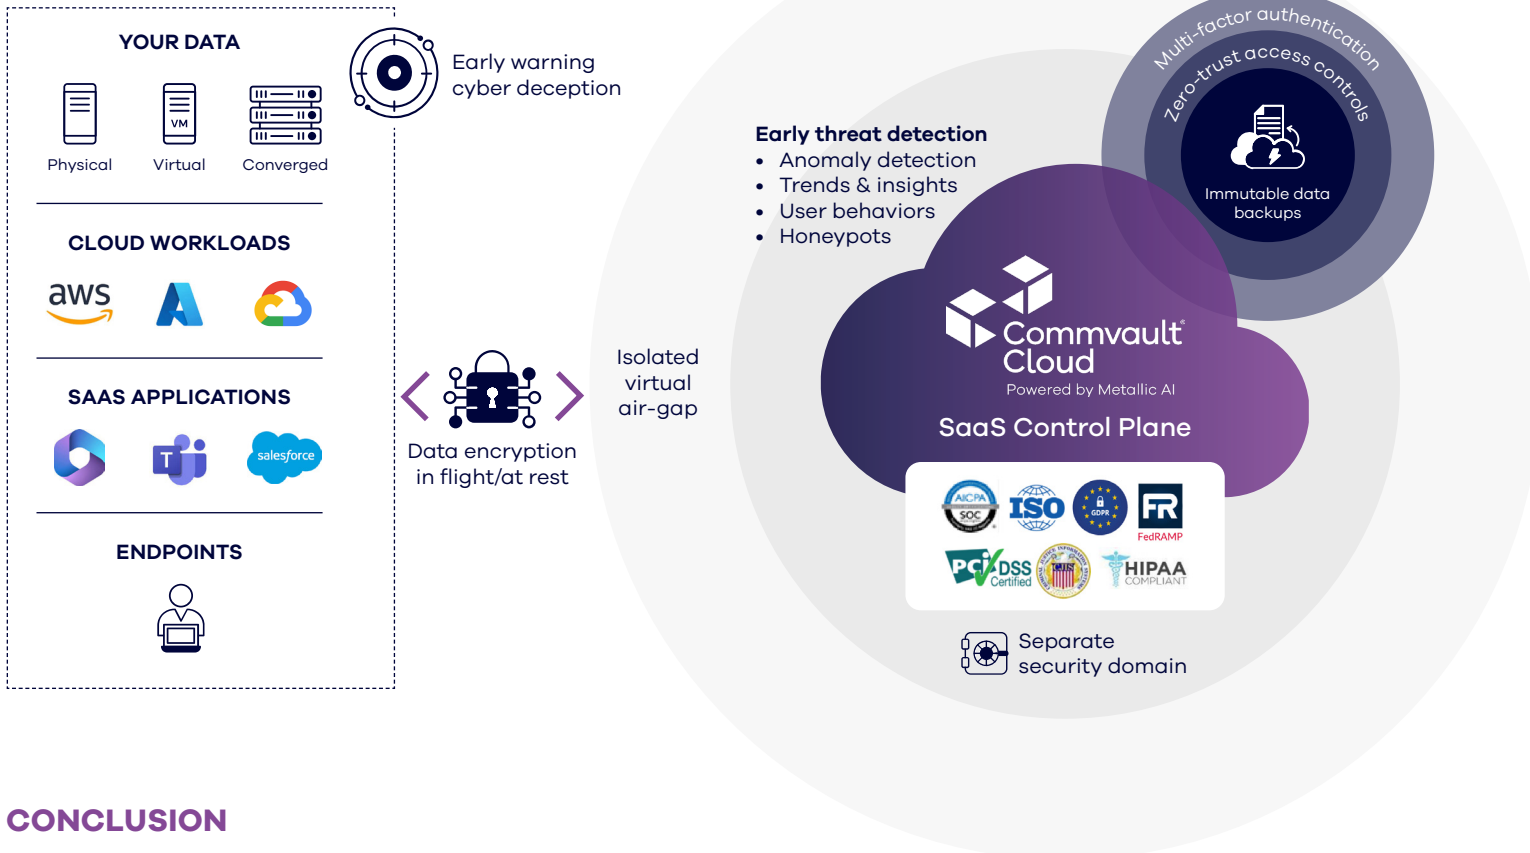 YOUR DATA
Physical
VM
Virtual
Converged
CLOUD WORKLOADS
aws
SAAS APPLICATIONS
T
salesforce
ENDPOINTS
Early warning
cyber deception
Data encryption
in flight/at rest
Isolated
virtual
air-gap
Early threat detection
• Anomaly detection
• Trends & insights
• User behaviors
• Honeypots
Multi-factor authentication
Zero-trust access controls
Immutable data
backups
Commvault®
Cloud
Powered by Metallic AI
SaaS Control Plane
AICPA
SOC
ISO
GDPR
FR
FedRAMP
PCI DSS
Certified
CJIS
HIPAA
COMPLIANT
Separate
security domain
CONCLUSION